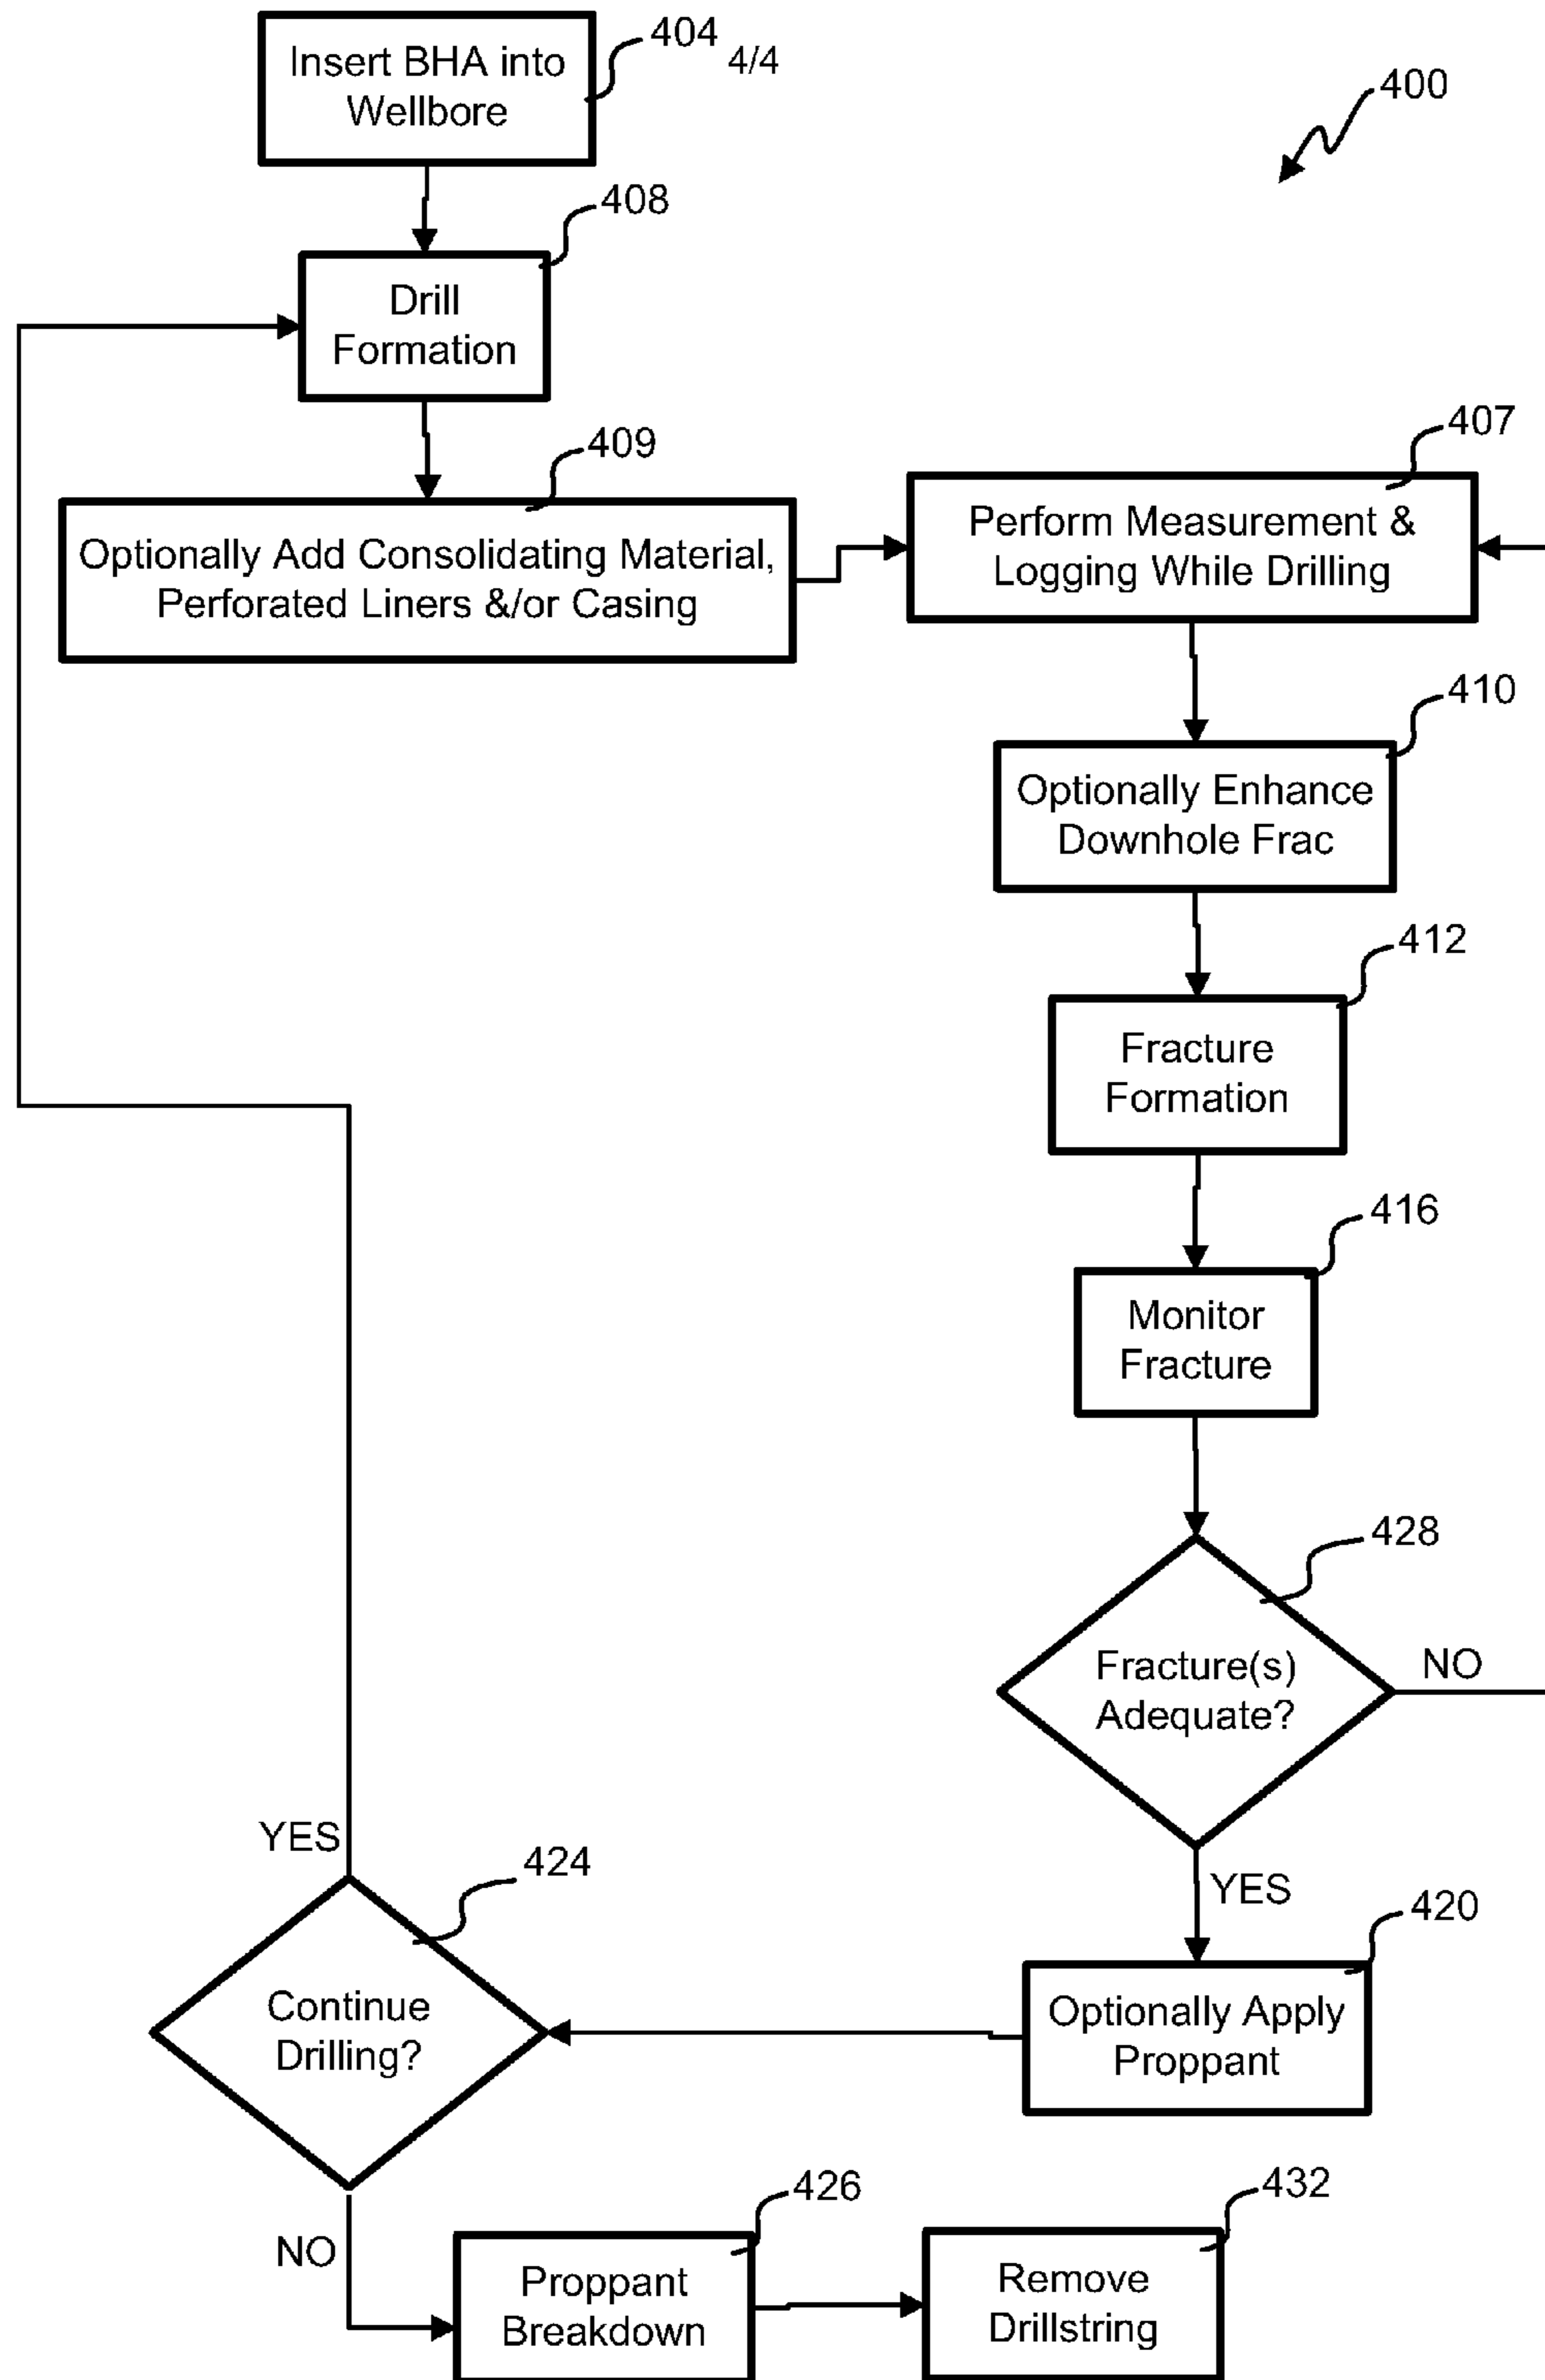 Insert BHA into
Wellbore
404
4/4
400
408
Drill
Formation
409
Optionally Add Consolidating Material,
Perforated Liners &/or Casing
407
Perform Measurement &
Logging While Drilling
410
Optionally Enhance
Downhole Frac
412
Fracture
Formation
416
Monitor
Fracture
428
Fracture(s)
Adequate?
NO
YES
420
Optionally Apply
Proppant
YES
424
Continue
Drilling?
NO
426
Proppant
Breakdown
432
Remove
Drillstring